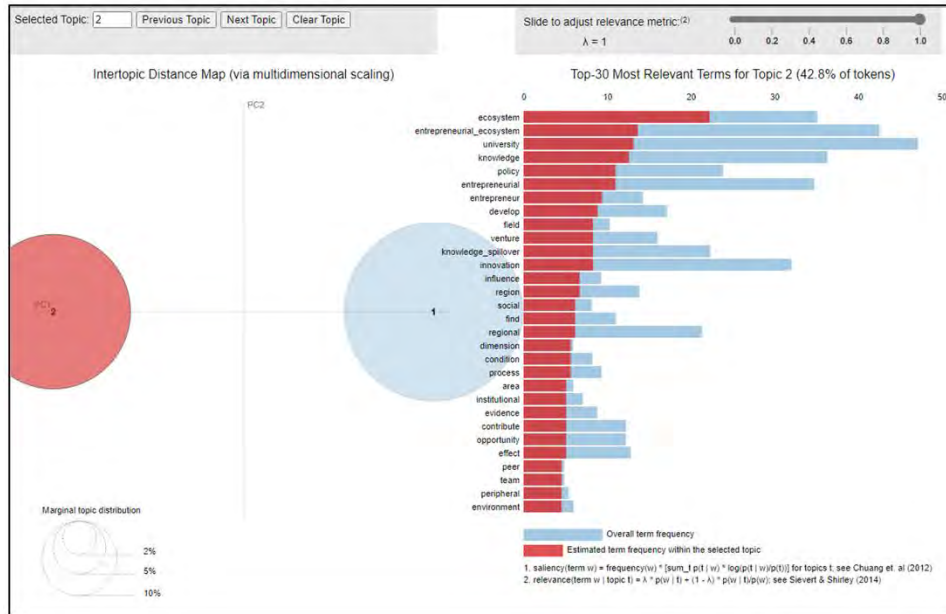 Selected Topic: 2 Previous Topic Next Topic Clear Topic
Slide to adjust relevance metric:(2)
λ = 1
0.0 0.2 0.4 0.6 0.8 1.0
Intertopic Distance Map (via multidimensional scaling)
PC2
PC1
2
1
Marginal topic distribution
2%
5%
10%
Top-30 Most Relevant Terms for Topic 2 (42.8% of tokens)
0 10 20 30 40 50
ecosystem
entrepreneurial_ecosystem
university
knowledge
policy
entrepreneurial
entrepreneur
develop
field
venture
knowledge_spillover
innovation
influence
region
social
find
regional
dimension
condition
process
area
institutional
evidence
contribute
opportunity
effect
peer
team
peripheral
environment
Overall term frequency
Estimated term frequency within the selected topic
1. saliency(term w) = frequency(w) * [sum_t p(t | w) * log(p(t | w)/p(t))] for topics t; see Chuang et. al (2012)
2. relevance(term w | topic t) = λ * p(w | t) + (1 - λ) * p(w | t)/p(w); see Sievert & Shirley (2014)